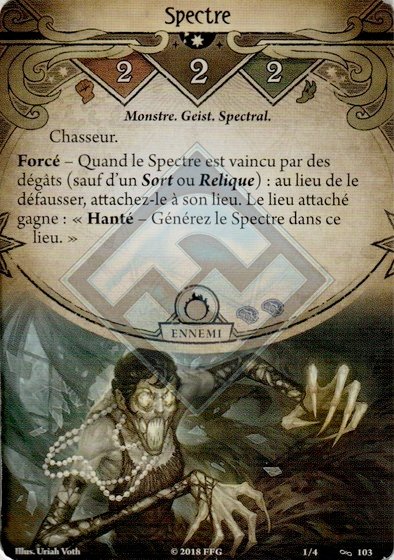 Spectre
2 2 2
Monstre. Geist. Spectral.
Chasseur.
Forcé – Quand le Spectre est vaincu par des
dégâts (sauf d'un Sort ou Relique) : au lieu de le
défausser, attachez-le à son lieu. Le lieu attaché
gagne : « Hanté – Générez le Spectre dans ce
lieu. »
ENNEMI
Illus. Uriah Voth © 2018 FFG 1/4 103